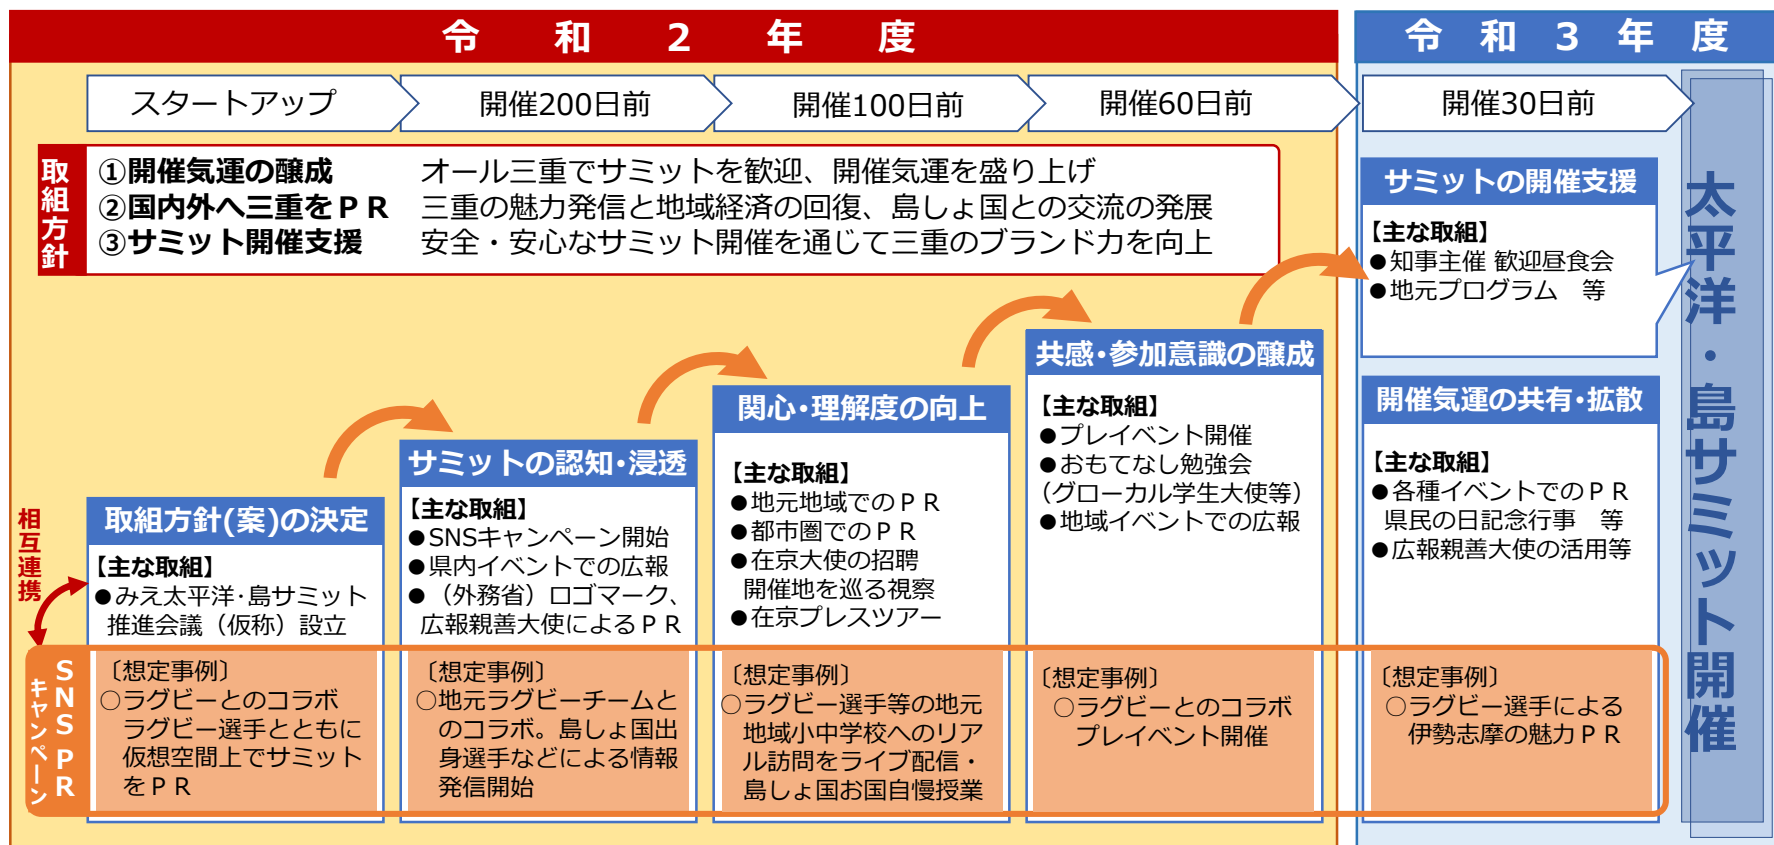 令和２年度
令和３年度
スタートアップ
開催200日前
開催100日前
開催60日前
開催30日前
取組方針
①開催気運の醸成　オール三重でサミットを歓迎、開催気運を盛り上げ
②国内外へ三重をＰＲ　三重の魅力発信と地域経済の回復、島しょ国との交流の発展
③サミット開催支援　安全・安心なサミット開催を通じて三重のブランド力を向上
取組方針(案)の決定
【主な取組】
●みえ太平洋･島サミット
推進会議（仮称）設立
サミットの認知･浸透
【主な取組】
●SNSキャンペーン開始
●県内イベントでの広報
●（外務省）ロゴマーク、
広報親善大使によるＰＲ
関心･理解度の向上
【主な取組】
●地元地域でのＰＲ
●都市圏でのＰＲ
●在京大使の招聘
開催地を巡る視察
●在京プレスツアー
共感･参加意識の醸成
【主な取組】
●プレイベント開催
●おもてなし勉強会
（グローカル学生大使等）
●地域イベントでの広報
サミットの開催支援
【主な取組】
●知事主催 歓迎昼食会
●地元プログラム　等
開催気運の共有･拡散
【主な取組】
●各種イベントでのＰＲ
県民の日記念行事　等
●広報親善大使の活用等
太平洋・島サミット開催
相互連携
ＳＮＳＰＲ
キャンペーン
〔想定事例〕
○ラグビーとのコラボ
ラグビー選手とともに
仮想空間上でサミット
をＰＲ
〔想定事例〕
○地元ラグビーチームと
のコラボ。島しょ国出
身選手などによる情報
発信開始
〔想定事例〕
○ラグビー選手等の地元
地域小中学校へのリア
ル訪問をライブ配信・
島しょ国お国自慢授業
〔想定事例〕
○ラグビーとのコラボ
プレイベント開催
〔想定事例〕
○ラグビー選手による
伊勢志摩の魅力ＰＲ